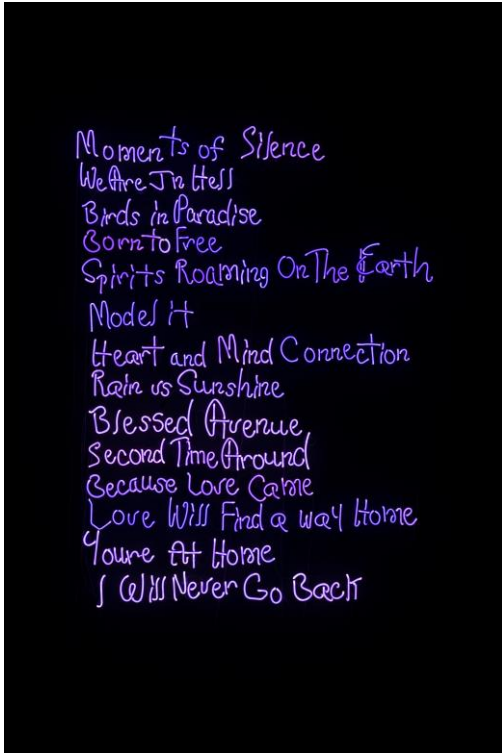 Moments of Silence
We Are In Hell
Birds in Paradise
Born to Free
Spirits Roaming On The Earth
Model it
Heart and Mind Connection
Rain vs Sunshine
Blessed Avenue
Second Time Around
Because Love Came
Love Will Find a way Home
Youre At Home
I Will Never Go Back